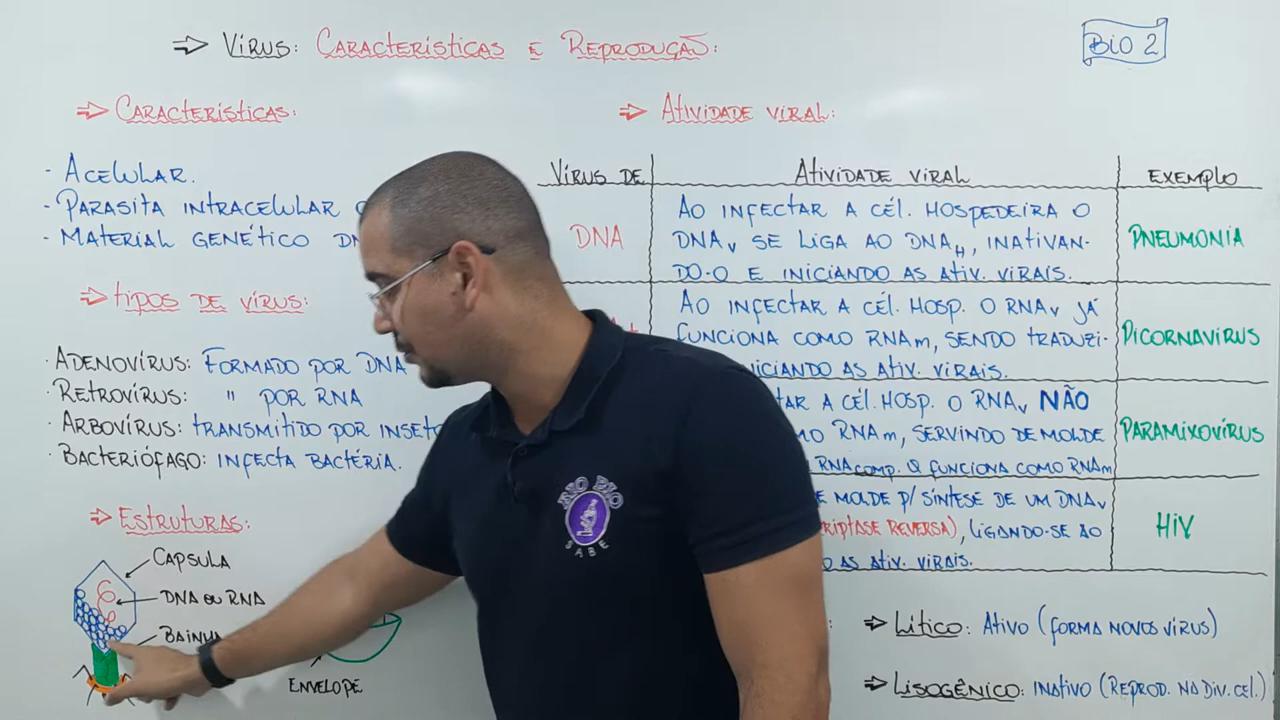 ⇒ Vírus: Características e Reprodução:
BIO 2
⇒ Características:
· Acelular.
· Parasita intracelular
· Material genético
⇒ Tipos de vírus:
· Adenovírus: Formado por DNA
· Retrovírus: " por RNA
· Arbovírus: transmitido por
· Bacteriófago: infecta bactéria.
⇒ Estruturas:
Capsula
DNA ou RNA
Envelope
⇒ Atividade viral:
Vírus de
Atividade viral
Exemplo
DNA
Ao infectar a cél. hospedeira o
DNAv se liga ao DNAH, inativan-
do-o e iniciando as ativ. virais.
Pneumonia
Ao infectar a cél. hosp. o RNAv já
funciona como RNAm, sendo traduzi-
as ativ. virais.
Picornavírus
a cél. hosp. o RNAv NÃO
RNAm, servindo de molde
RNAcomp. q funciona como RNAm
Paramixovírus
molde p/ síntese de um DNAv
reversa), ligando-se ao
as ativ. virais.
HIV
⇒ Lítico: Ativo (forma novos vírus)
⇒ Lisogênico: inativo (reprod. na div. cel.)
BIO
SABE